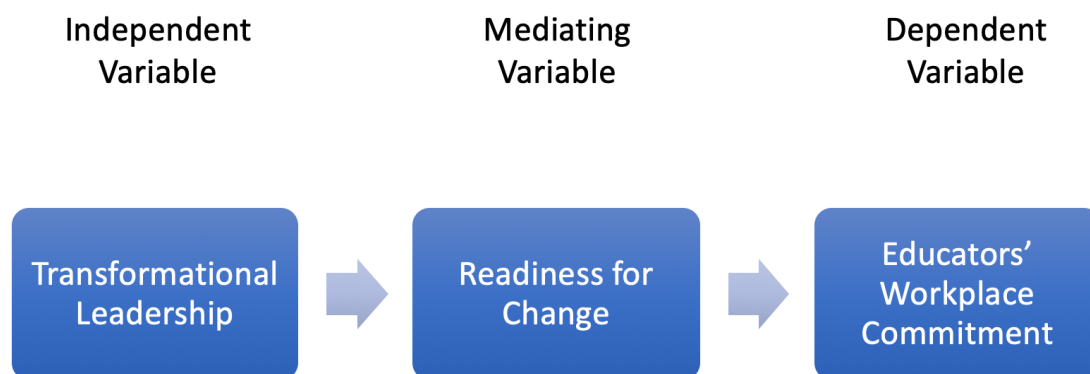 Independent
Variable
Mediating
Variable
Dependent
Variable
Transformational
Leadership
Readiness for
Change
Educators’
Workplace
Commitment